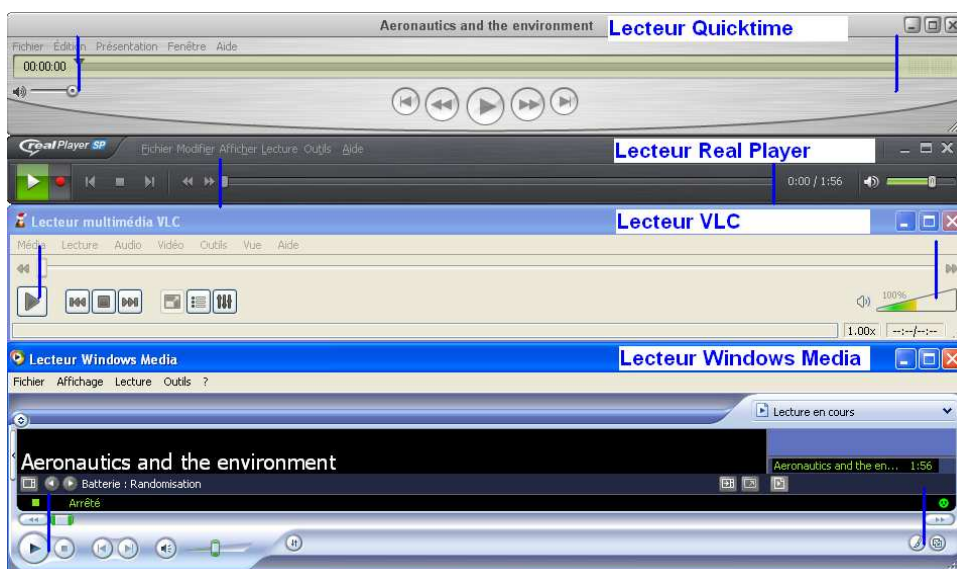 Aeronautics and the environment Lecteur Quicktime
Fichier Édition Présentation Fenêtre Aide
00:00:00
real Player SP Fichier Modifier Afficher Lecture Outils Aide Lecteur Real Player
0:00 / 1:56
Lecteur multimédia VLC Lecteur VLC
Média Lecture Audio Vidéo Outils Vue Aide
100%
1.00x --:--/--:--
Lecteur Windows Media Lecteur Windows Media
Fichier Affichage Lecture Outils ?
Lecture en cours
Aeronautics and the environment
Aeronautics and the en... 1:56
Batterie : Randomisation
Arrêté